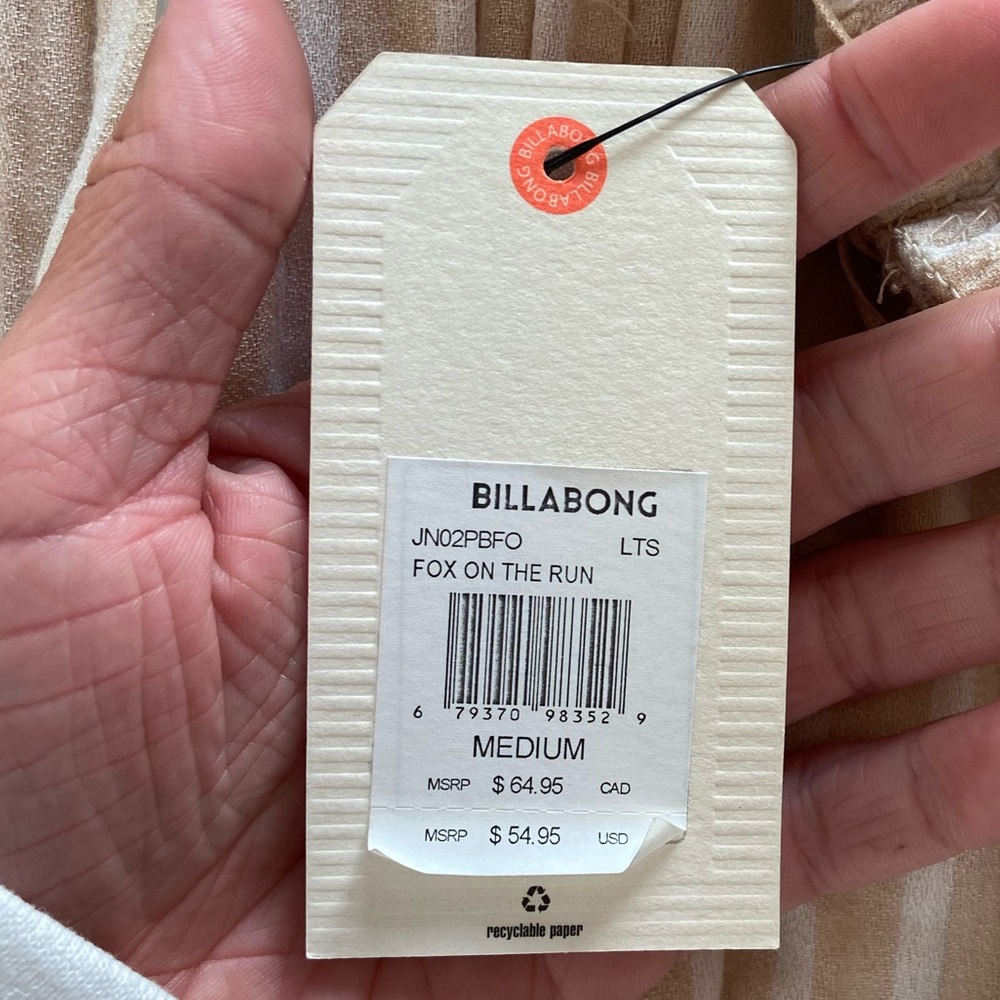 BILLABONG BILLABONG
BILLABONG
JN02PBFO LTS
FOX ON THE RUN
6 79370 98352 9
MEDIUM
MSRP $ 64.95 CAD
MSRP $ 54.95 USD
recyclable paper